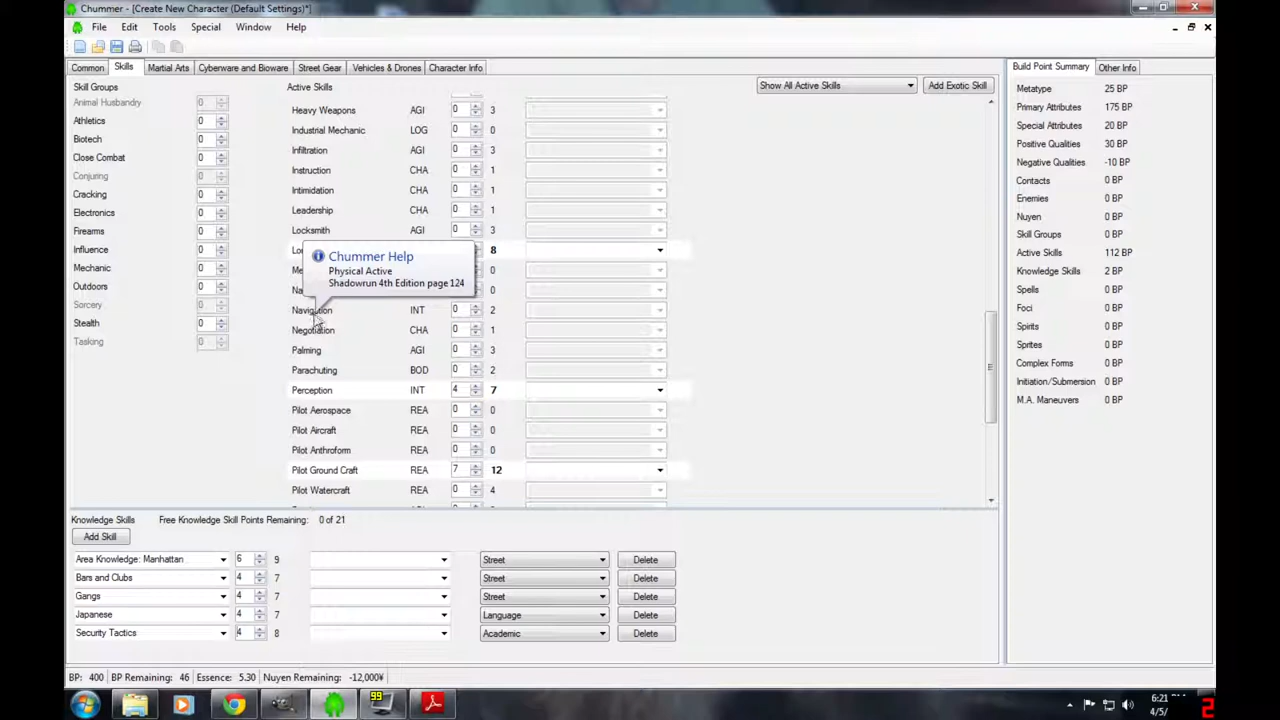 Chummer - [Create New Character (Default Settings)*]
File Edit Tools Special Window Help
Common Skills Martial Arts Cyberware and Bioware Street Gear Vehicles & Drones Character Info
Build Point Summary Other Info
Skill Groups
Active Skills
Show All Active Skills Add Exotic Skill
Animal Husbandry 0
Athletics 0
Biotech 0
Close Combat 0
Conjuring 0
Cracking 0
Electronics 0
Firearms 0
Influence 0
Mechanic 0
Outdoors 0
Sorcery 0
Stealth 0
Tasking 0
Heavy Weapons AGI 0 3
Industrial Mechanic LOG 0 0
Infiltration AGI 0 3
Instruction CHA 0 1
Intimidation CHA 0 1
Leadership CHA 0 1
Locksmith AGI 0 3
8
0
0
Chummer Help
Physical Active
Shadowrun 4th Edition page 124
Navigation INT 0 2
Negotiation CHA 0 1
Palming AGI 0 3
Parachuting BOD 0 2
Perception INT 4 7
Pilot Aerospace REA 0 0
Pilot Aircraft REA 0 0
Pilot Anthroform REA 0 0
Pilot Ground Craft REA 7 12
Pilot Watercraft REA 0 4
Metatype 25 BP
Primary Attributes 175 BP
Special Attributes 20 BP
Positive Qualities 30 BP
Negative Qualities -10 BP
Contacts 0 BP
Enemies 0 BP
Nuyen 0 BP
Skill Groups 0 BP
Active Skills 112 BP
Knowledge Skills 2 BP
Spells 0 BP
Foci 0 BP
Spirits 0 BP
Sprites 0 BP
Complex Forms 0 BP
Initiation/Submersion 0 BP
M.A. Maneuvers 0 BP
Knowledge Skills Free Knowledge Skill Points Remaining: 0 of 21
Add Skill
Area Knowledge: Manhattan 6 9 Street Delete
Bars and Clubs 4 7 Street Delete
Gangs 4 7 Street Delete
Japanese 4 7 Language Delete
Security Tactics 4 8 Academic Delete
BP: 400 BP Remaining: 46 Essence: 5.30 Nuyen Remaining: -12,000¥
99
6:21
4/5/
2